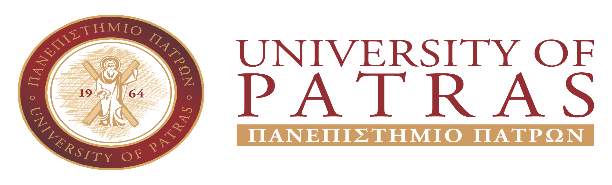 ΠΑΝΕΠΙΣΤΗΜΙΟ ΠΑΤΡΩΝ
19 64
UNIVERSITY OF PATRAS
UNIVERSITY OF
PATRAS
ΠΑΝΕΠΙΣΤΗΜΙΟ ΠΑΤΡΩΝ